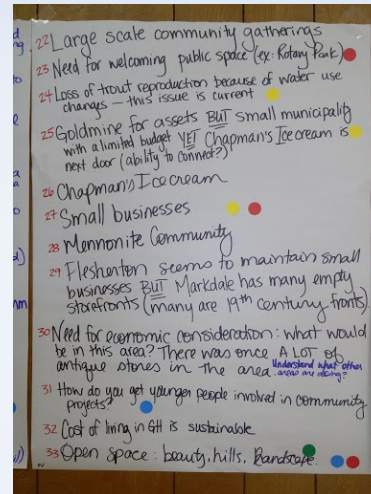 22 Large scale community gatherings
23 Need for welcoming public space (ex: Rotary Park)
24 Loss of trout reproduction because of water use
changes - this issue is current
25 Goldmine for assets BUT small municipality
with a limited budget YET Chapman's Ice cream is
next door (ability to connect?)
26 Chapman's Ice cream
27 Small businesses
28 Mennonite Community
29 Flesherton seems to maintain small
businesses BUT Markdale has many empty
storefronts (many are 19th century fronts)
30 Need for economic consideration: what would
be in this area? There was once A LOT of
antique stores in the area Understand what other
areas are doing?
31 How do you get younger people involved in community
projects?
32 Cost of living in GH is sustainable
33 Open space: beauty, hills, landscape